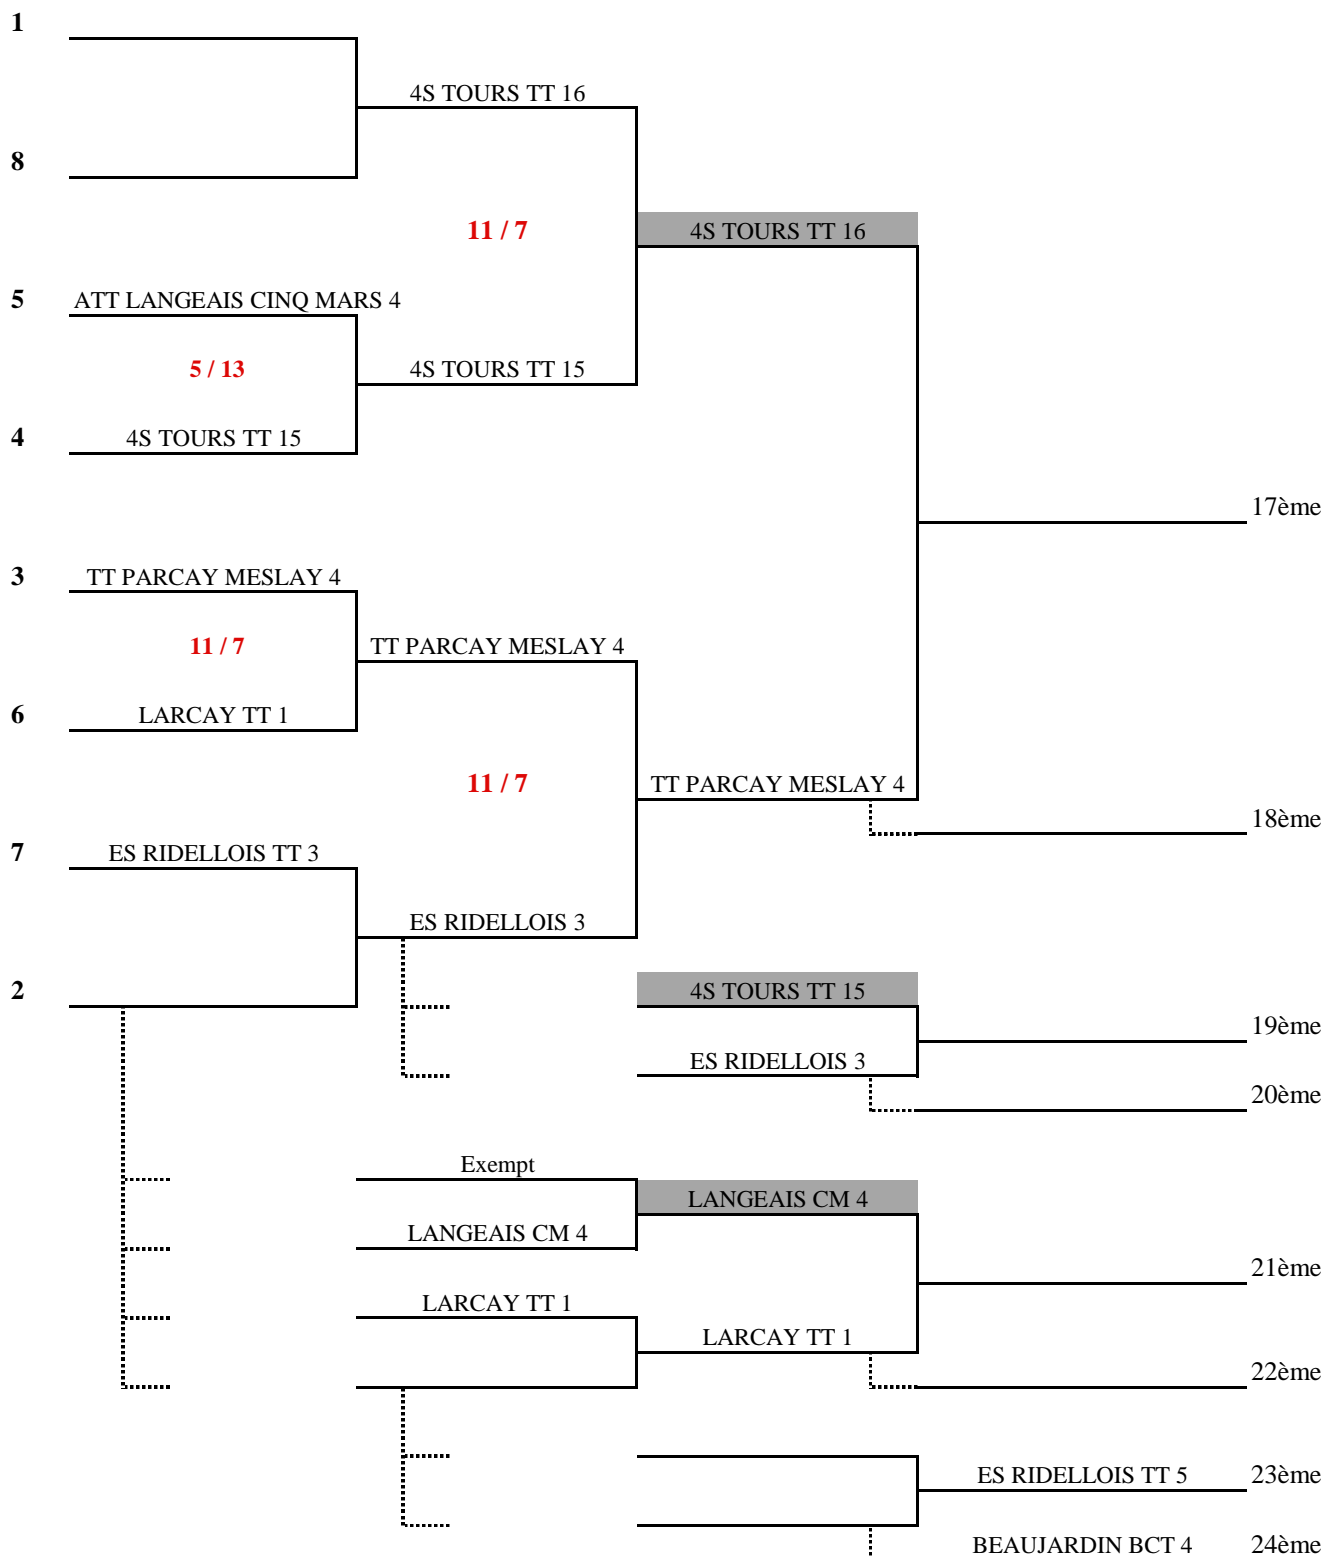 1
4S TOURS TT 16
8
11 / 7
4S TOURS TT 16
5
ATT LANGEAIS CINQ MARS 4
5 / 13
4S TOURS TT 15
4
4S TOURS TT 15
17ème
3
TT PARCAY MESLAY 4
11 / 7
TT PARCAY MESLAY 4
6
LARCAY TT 1
11 / 7
TT PARCAY MESLAY 4
18ème
7
ES RIDELLOIS TT 3
ES RIDELLOIS 3
2
4S TOURS TT 15
19ème
ES RIDELLOIS 3
20ème
Exempt
LANGEAIS CM 4
LANGEAIS CM 4
21ème
LARCAY TT 1
LARCAY TT 1
22ème
ES RIDELLOIS TT 5
23ème
BEAUJARDIN BCT 4
24ème